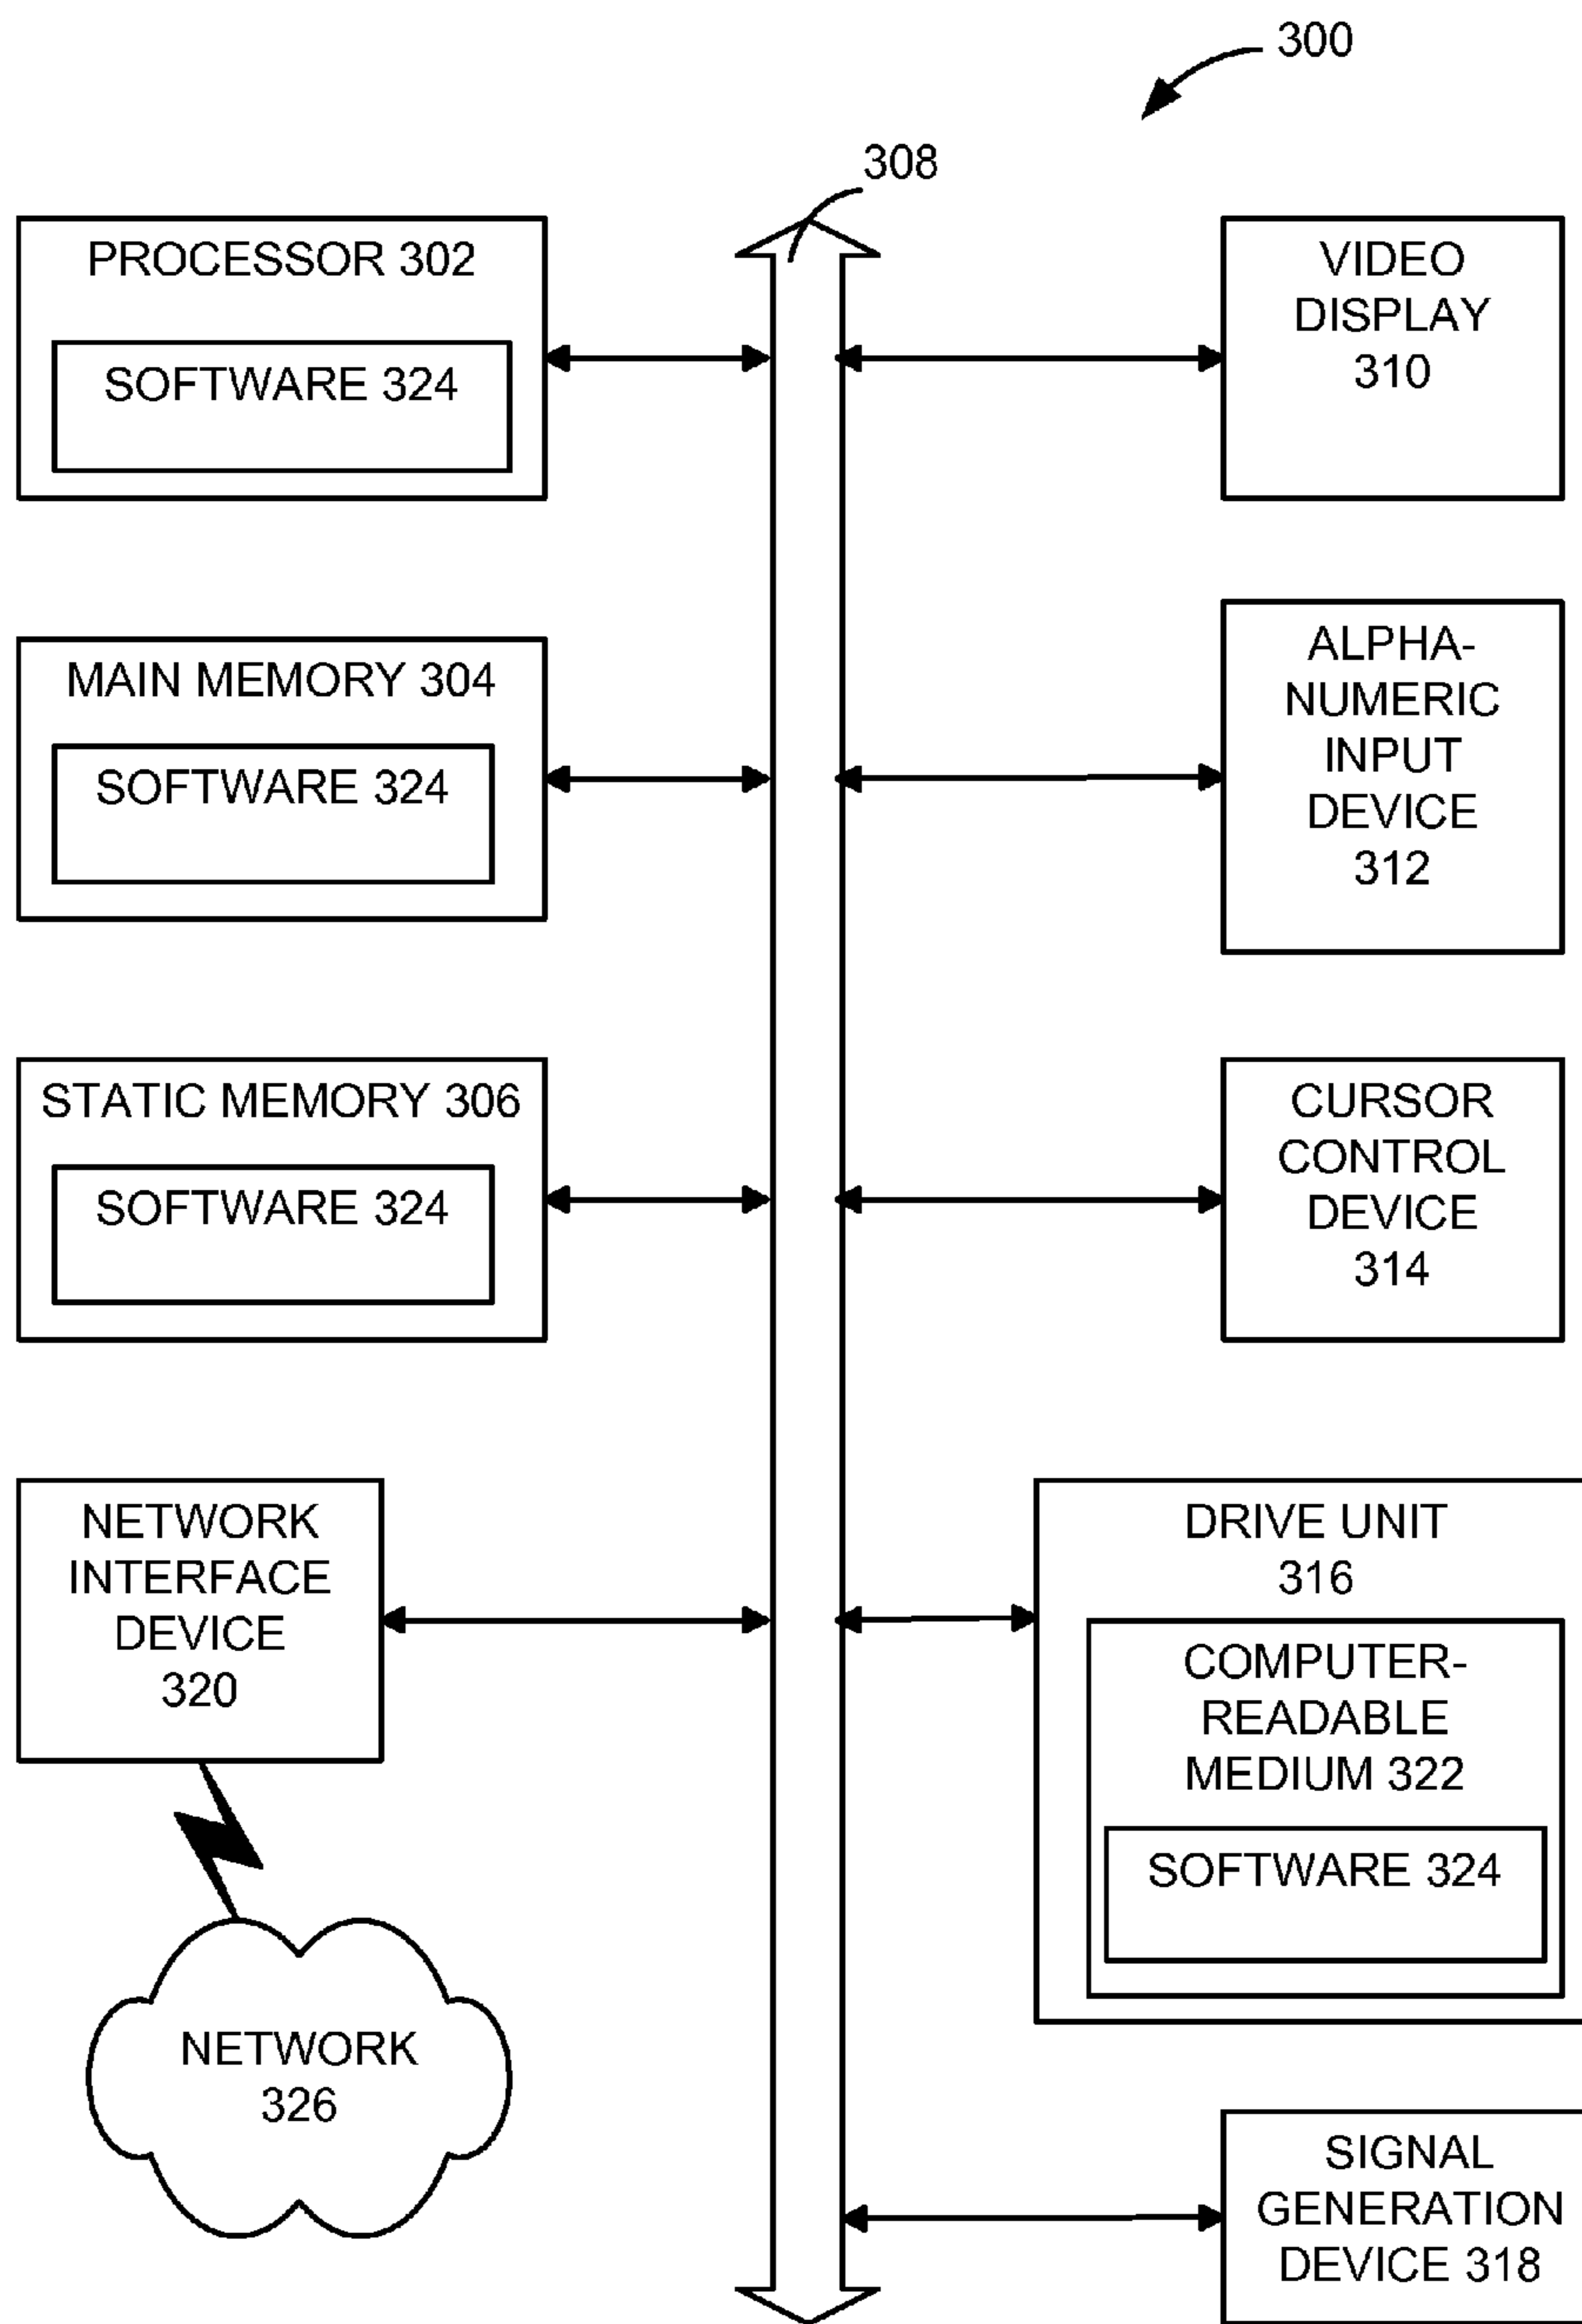 300
308
PROCESSOR 302
SOFTWARE 324
VIDEO
DISPLAY
310
MAIN MEMORY 304
SOFTWARE 324
ALPHA-
NUMERIC
INPUT
DEVICE
312
STATIC MEMORY 306
SOFTWARE 324
CURSOR
CONTROL
DEVICE
314
NETWORK
INTERFACE
DEVICE
320
DRIVE UNIT
316
COMPUTER-
READABLE
MEDIUM 322
SOFTWARE 324
NETWORK
326
SIGNAL
GENERATION
DEVICE 318